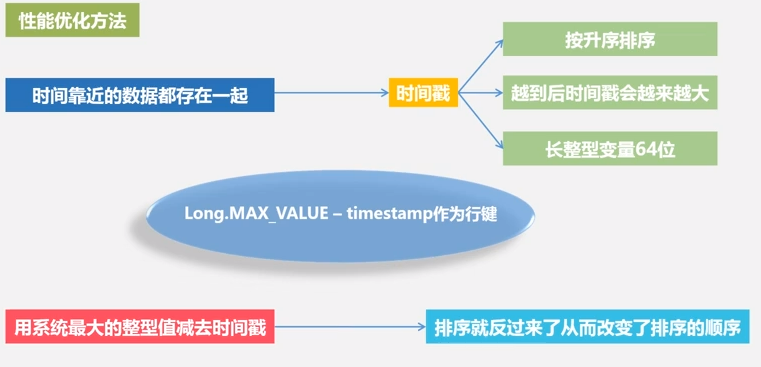 性能优化方法
按升序排序
时间靠近的数据都存在一起
时间戳
越到后时间戳会越来越大
长整型变量64位
Long.MAX_VALUE – timestamp作为行键
用系统最大的整型值减去时间戳
排序就反过来了从而改变了排序的顺序